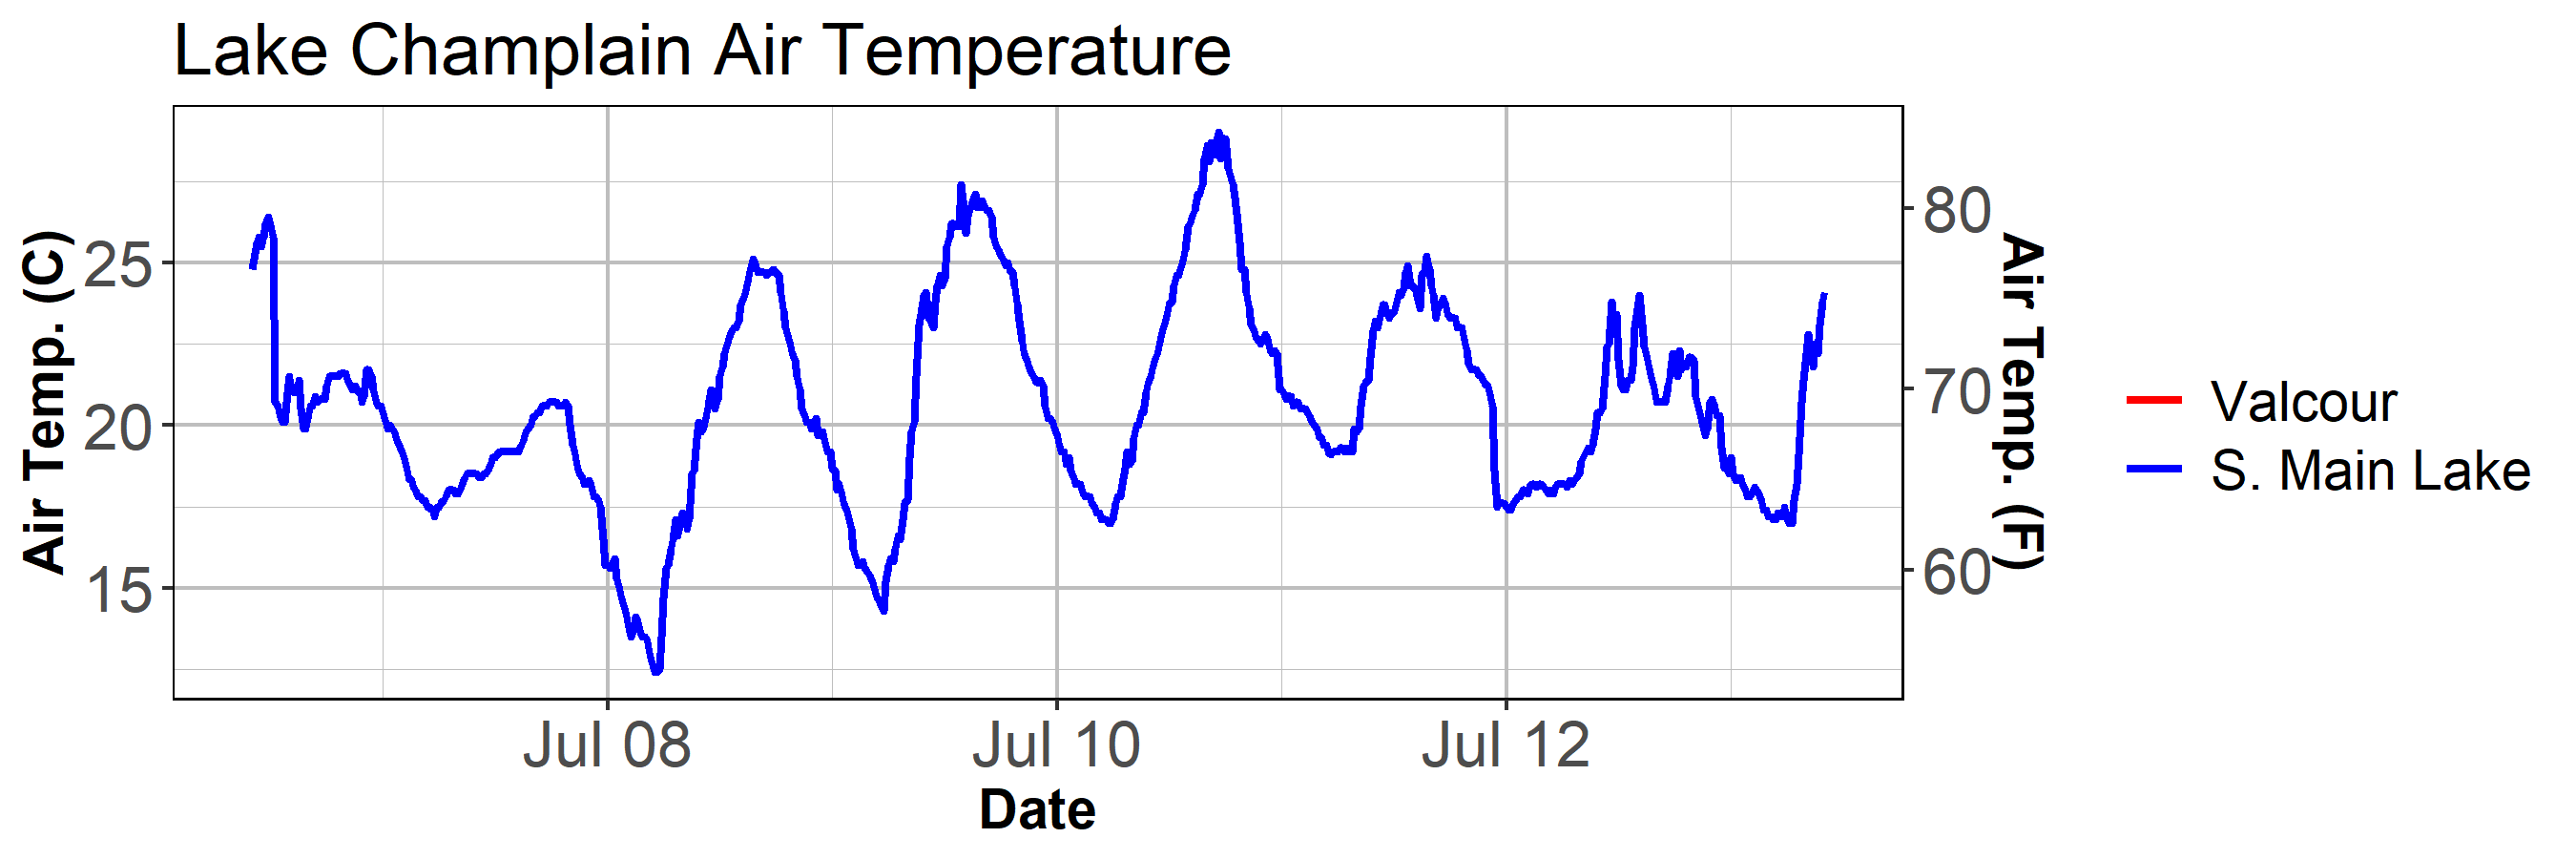 Lake Champlain Air Temperature
Air Temp. (C)
25
20
15
80
70
60
Air Temp. (F)
Valcour
S. Main Lake
Jul 08
Jul 10
Jul 12
Date